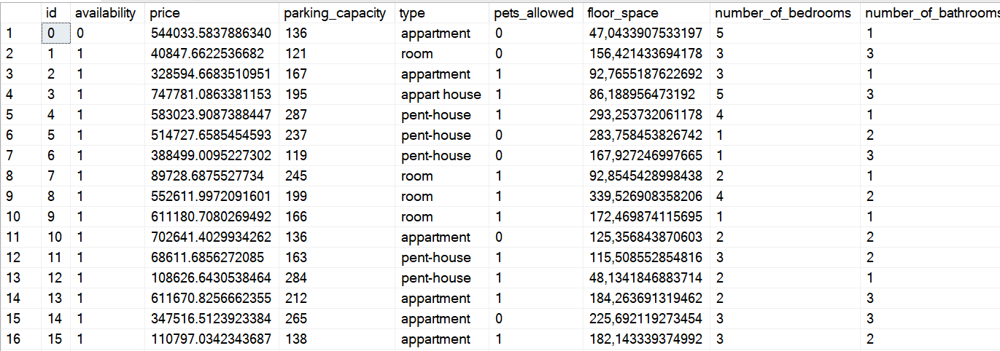 id availability price parking_capacity type pets_allowed floor_space number_of_bedrooms number_of_bathrooms
1 0 0 544033.5837886340 136 appartment 0 47,0433907533197 5 1
2 1 1 40847.6622536682 121 room 0 156,421433694178 3 3
3 2 1 328594.6683510951 167 appartment 1 92,7655187622692 3 1
4 3 1 747781.0863381153 195 appart house 1 86,188956473192 5 3
5 4 1 583023.9087388447 287 pent-house 1 293,253732061178 4 1
6 5 1 514727.6585454593 237 pent-house 0 283,758453826742 1 2
7 6 1 388499.0095227302 119 pent-house 0 167,927246997665 1 3
8 7 1 89728.6875527734 245 room 1 92,8545428998438 2 1
9 8 1 552611.9972091601 199 room 1 339,526908358206 4 2
10 9 1 611180.7080269492 166 room 1 172,469874115695 1 1
11 10 1 702641.4029934262 136 appartment 0 125,356843870603 2 2
12 11 1 68611.6856272085 163 pent-house 1 115,508552854816 3 2
13 12 1 108626.6430538464 284 pent-house 1 48,1341846883714 2 1
14 13 1 611670.8256662355 212 appartment 1 184,263691319462 2 3
15 14 1 347516.5123923384 265 appartment 0 225,692119273454 3 3
16 15 1 110797.0342343687 138 appartment 1 182,143339374992 3 2